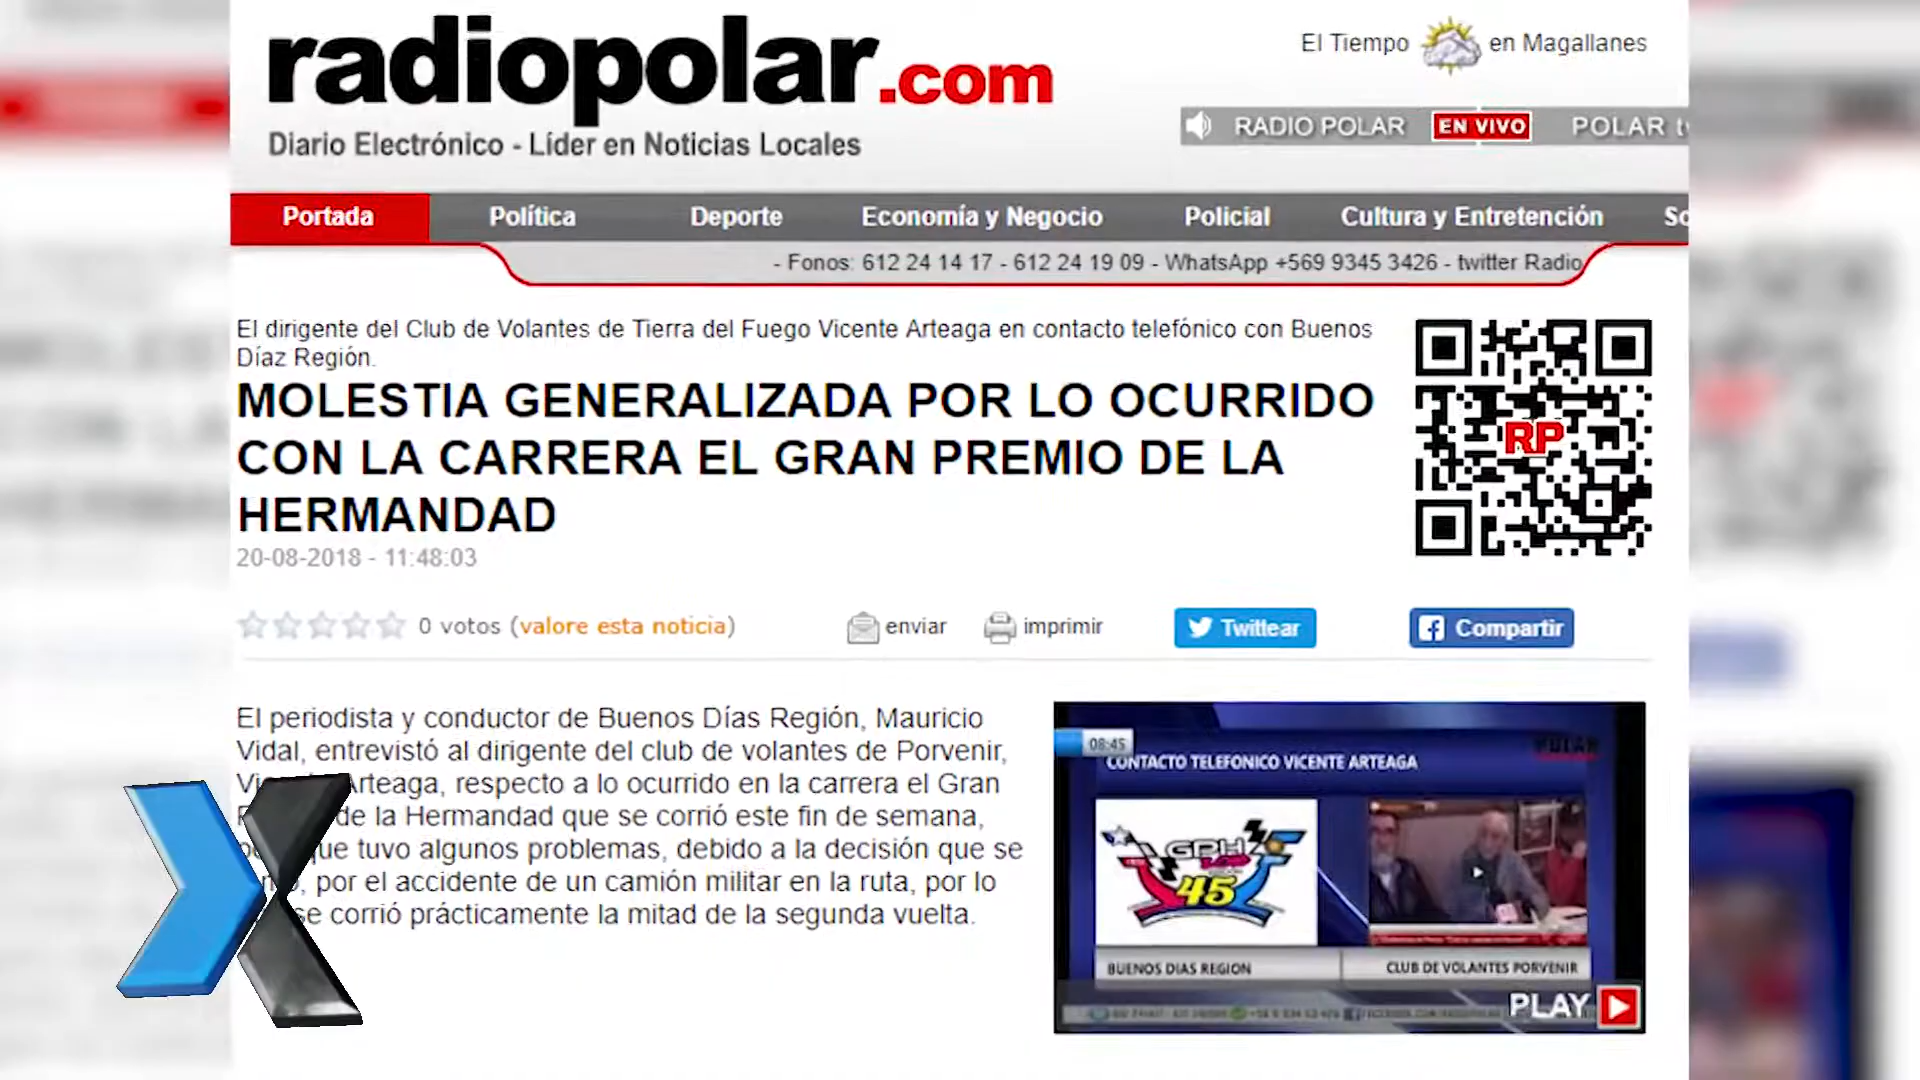 radiopolar.com
Diario Electrónico - Líder en Noticias Locales
El Tiempo en Magallanes
RADIO POLAR EN VIVO POLAR
Portada Política Deporte Economía y Negocio Policial Cultura y Entretención
- Fonos: 612 24 14 17 - 612 24 19 09 - WhatsApp +569 9345 3426 - twitter Radio
El dirigente del Club de Volantes de Tierra del Fuego Vicente Arteaga en contacto telefónico con Buenos
Díaz Región.
MOLESTIA GENERALIZADA POR LO OCURRIDO
CON LA CARRERA EL GRAN PREMIO DE LA
HERMANDAD
RP
20-08-2018 - 11:48:03
0 votos (valore esta noticia) enviar imprimir Twittear Compartir
El periodista y conductor de Buenos Días Región, Mauricio
Vidal, entrevistó al dirigente del club de volantes de Porvenir,
Arteaga, respecto a lo ocurrido en la carrera el Gran
de la Hermandad que se corrió este fin de semana,
que tuvo algunos problemas, debido a la decisión que se
por el accidente de un camión militar en la ruta, por lo
se corrió prácticamente la mitad de la segunda vuelta.
08:45
POLAR
CONTACTO TELEFONICO VICENTE ARTEAGA
GPH
45
BUENOS DIAS REGION CLUB DE VOLANTES PORVENIR
PLAY
X